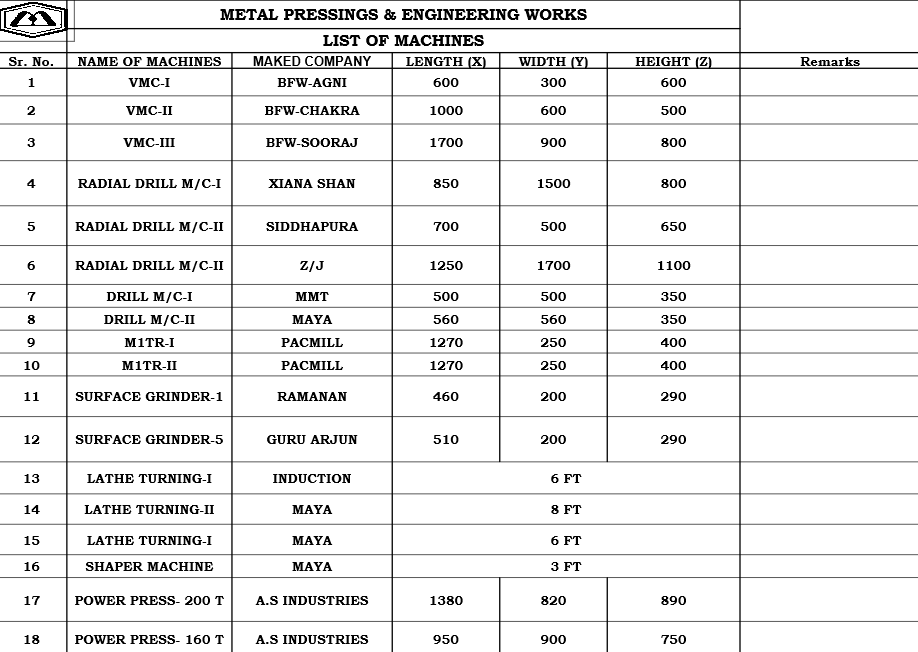 METAL PRESSINGS & ENGINEERING WORKS
LIST OF MACHINES
Sr. No. NAME OF MACHINES MAKED COMPANY LENGTH (X) WIDTH (Y) HEIGHT (Z) Remarks
1 VMC-I BFW-AGNI 600 300 600
2 VMC-II BFW-CHAKRA 1000 600 500
3 VMC-III BFW-SOORAJ 1700 900 800
4 RADIAL DRILL M/C-I XIANA SHAN 850 1500 800
5 RADIAL DRILL M/C-II SIDDHAPURA 700 500 650
6 RADIAL DRILL M/C-II Z/J 1250 1700 1100
7 DRILL M/C-I MMT 500 500 350
8 DRILL M/C-II MAYA 560 560 350
9 M1TR-I PACMILL 1270 250 400
10 M1TR-II PACMILL 1270 250 400
11 SURFACE GRINDER-1 RAMANAN 460 200 290
12 SURFACE GRINDER-5 GURU ARJUN 510 200 290
13 LATHE TURNING-I INDUCTION 6 FT
14 LATHE TURNING-II MAYA 8 FT
15 LATHE TURNING-I MAYA 6 FT
16 SHAPER MACHINE MAYA 3 FT
17 POWER PRESS- 200 T A.S INDUSTRIES 1380 820 890
18 POWER PRESS- 160 T A.S INDUSTRIES 950 900 750